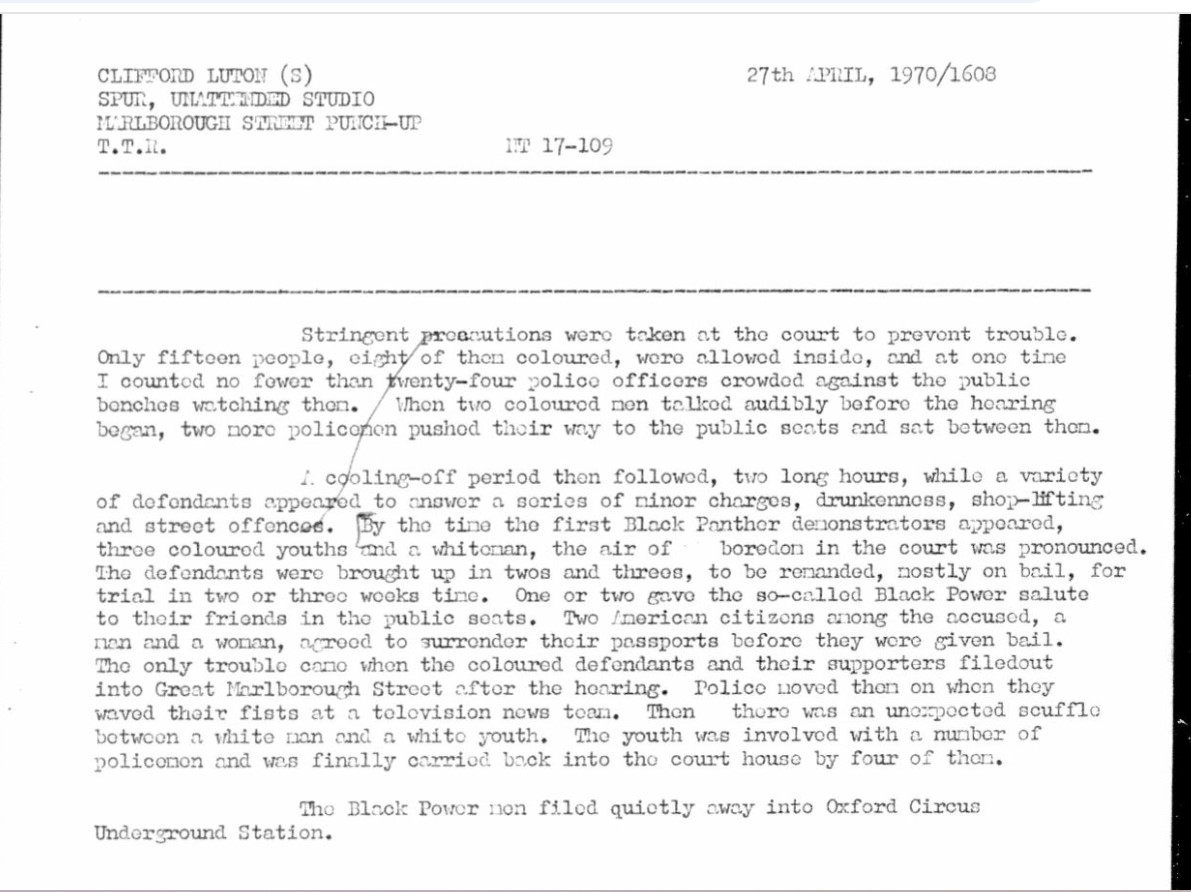 CLIFFORD LUTON (S) 27th APRIL, 1970/1608
SPUR, UNATTENDED STUDIO
MARLBOROUGH STREET PUNCH-UP
T.T.R. 17-109
Stringent precautions were taken at the court to prevent trouble.
Only fifteen people, eight of them coloured, were allowed inside, and at one time
I counted no fewer than twenty-four police officers crowded against the public
benches watching them. When two coloured men talked audibly before the hearing
began, two more policemen pushed their way to the public seats and sat between them.
A cooling-off period then followed, two long hours, while a variety
of defendants appeared to answer a series of minor charges, drunkenness, shop-lifting
and street offences. By the time the first Black Panther demonstrators appeared,
three coloured youths and a whiteman, the air of boredom in the court was pronounced.
The defendants were brought up in twos and threes, to be remanded, mostly on bail, for
trial in two or three weeks time. One or two gave the so-called Black Power salute
to their friends in the public seats. Two American citizens among the accused, a
man and a woman, agreed to surrender their passports before they were given bail.
The only trouble came when the coloured defendants and their supporters filedout
into Great Marlborough Street after the hearing. Police moved them on when they
waved their fists at a television news team. Then there was an unexpected scuffle
between a white man and a white youth. The youth was involved with a number of
policemen and was finally carried back into the court house by four of them.
The Black Power men filed quietly away into Oxford Circus
Underground Station.